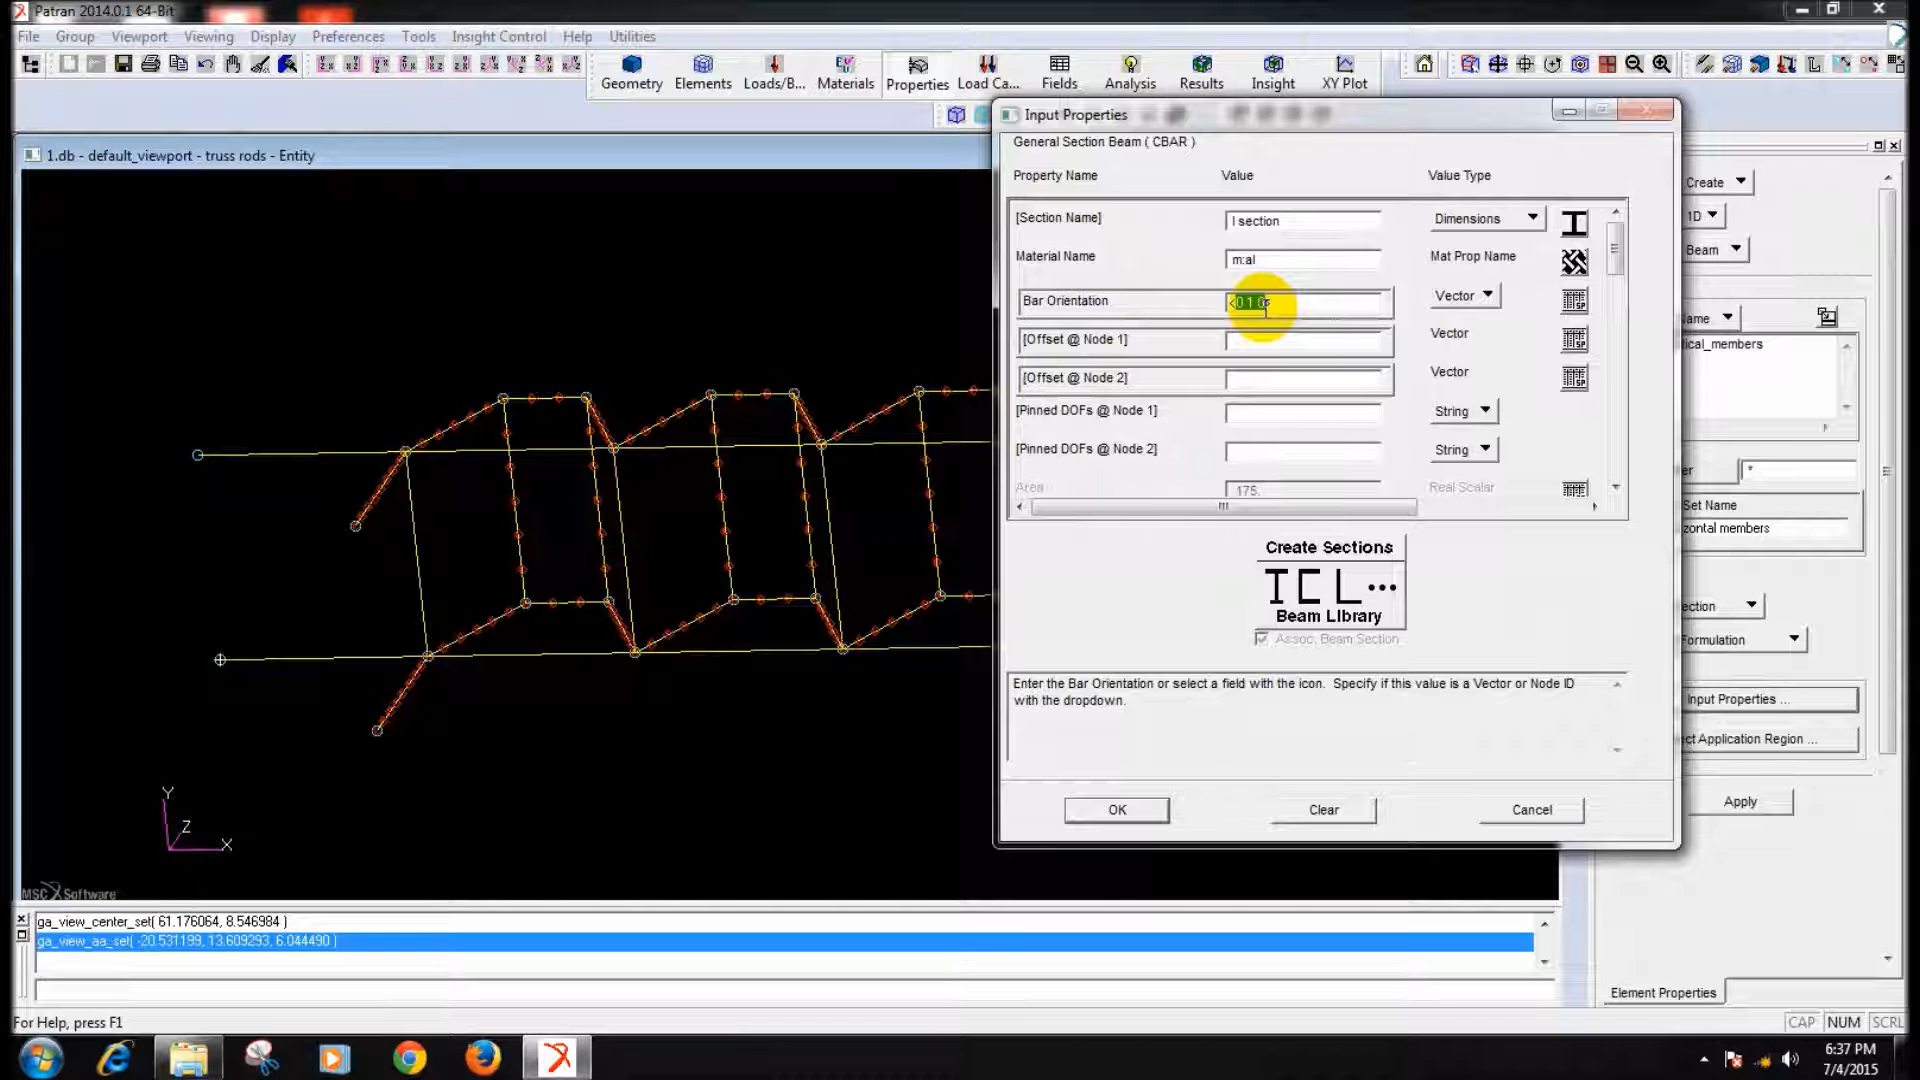 Patran 2014.0.1 64-Bit
File Group Viewport Viewing Display Preferences Tools Insight Control Help Utilities
Geometry Elements Loads/B... Materials Properties Load Ca... Fields Analysis Results Insight XY Plot
1.db - default_viewport - truss rods - Entity
Input Properties
General Section Beam ( CBAR )
Property Name Value Value Type
[Section Name] I section Dimensions
Material Name m:al Mat Prop Name
Bar Orientation <0 1 0> Vector
[Offset @ Node 1] Vector
[Offset @ Node 2] Vector
[Pinned DOFs @ Node 1] String
[Pinned DOFs @ Node 2] String
Area 175. Real Scalar
Create Sections
I C L ...
Beam Library
Assoc. Beam Section
Enter the Bar Orientation or select a field with the icon. Specify if this value is a Vector or Node ID
with the dropdown.
OK Clear Cancel
Create
1D
Beam
ame
ical_members
er *
Set Name
zontal members
ection
Formulation
Input Properties ...
ct Application Region ...
Apply
Element Properties
Y
Z
X
MSC Software
ga_view_center_set( 61.176064, 8.546984 )
ga_view_aa_set( -20.531199, 13.609293, 6.044490 )
For Help, press F1
CAP NUM SCRL
6:37 PM
7/4/2015